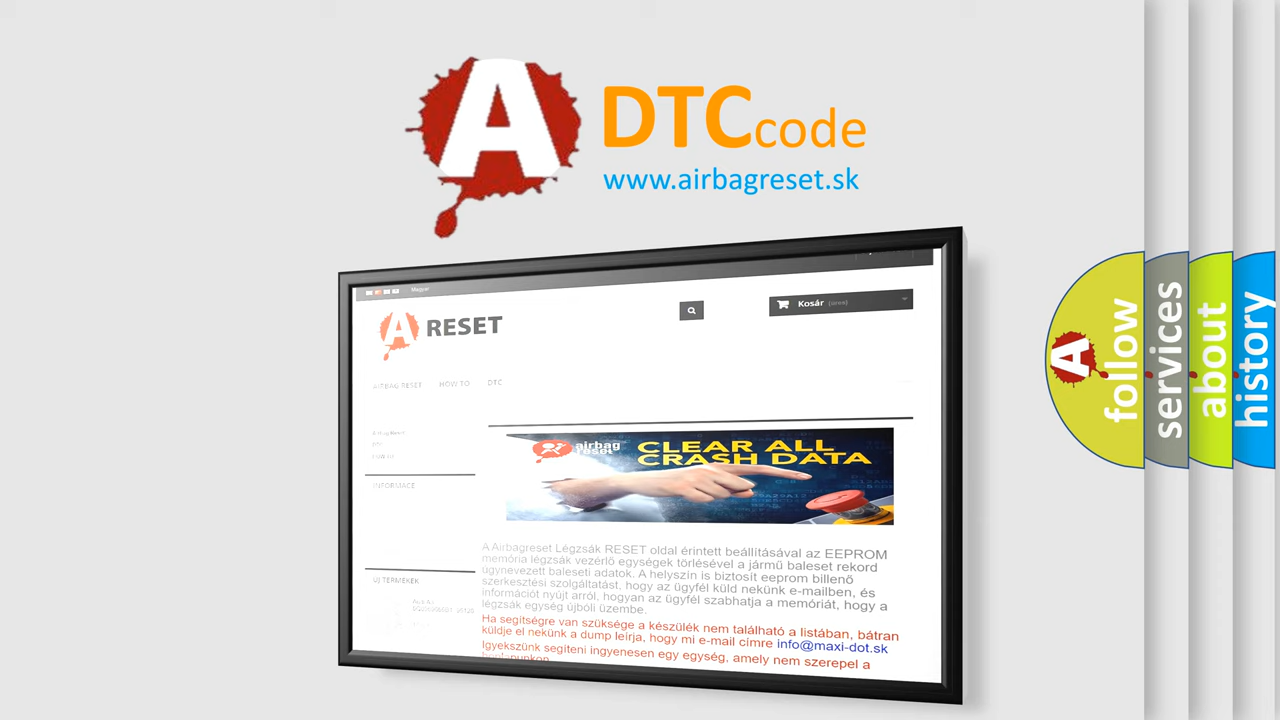 A DTC code
www.airbagreset.sk
Magyar
A RESET
Kosár (üres)
AIRBAG RESET HOW TO DTC
INFORMACE
airbag
reset
CLEAR ALL
CRASH DATA
A Airbagreset Légzsák RESET oldal érintett beállításával az EEPROM
memória légzsák vezérlő egységek törlésével a jármű baleset rekord
úgynevezett baleseti adatok. A helyszín is biztosít eeprom billenő
szerkesztési szolgáltatást, hogy az ügyfél küld nekünk e-mailben, és
információt nyújt arról, hogyan az ügyfél szabhatja a memóriát, hogy a
légzsák egység újbóli üzembe.
Ha segítségre van szüksége a készülék nem található a listában, bátran
küldje el nekünk a dump leírja, hogy mi e-mail címre info@maxi-dot.sk
Igyekszünk segíteni ingyenesen egy egység, amely nem szerepel a
ÚJ TERMÉKEK
A follow
services
about
history